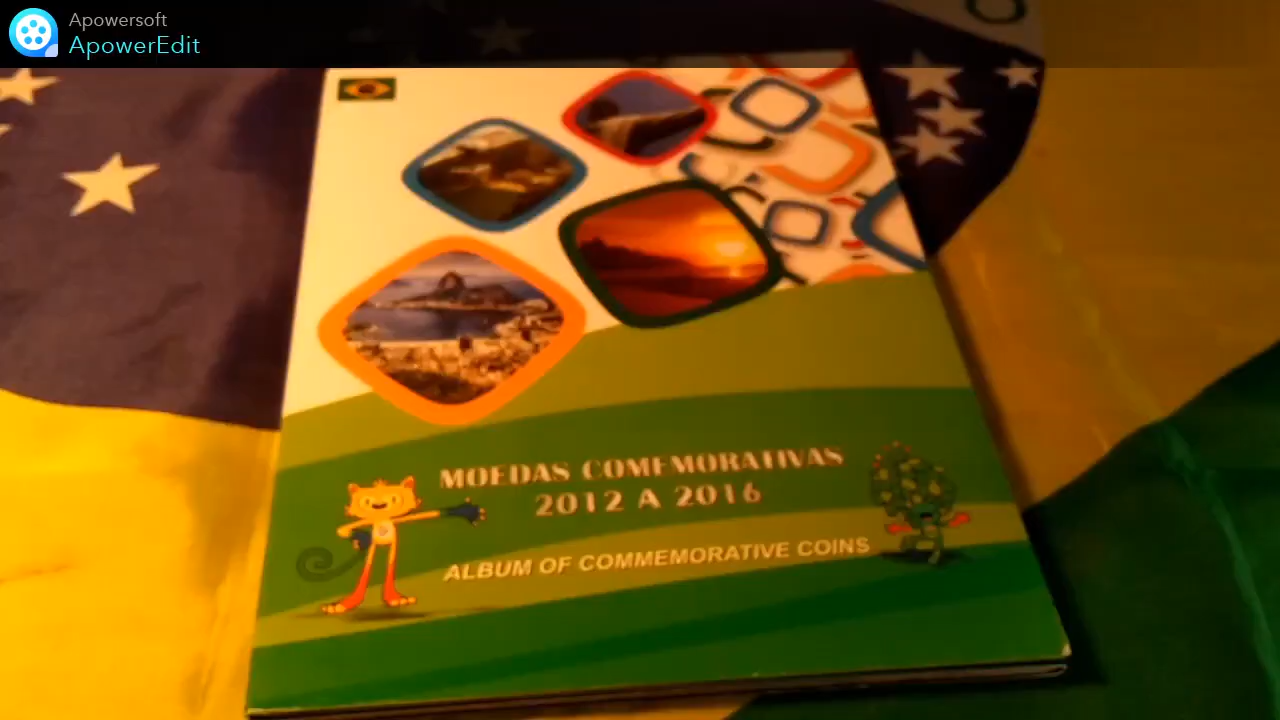 Apowersoft
ApowerEdit
MOEDAS COMEMORATIVAS
2012 A 2016
ALBUM OF COMMEMORATIVE COINS